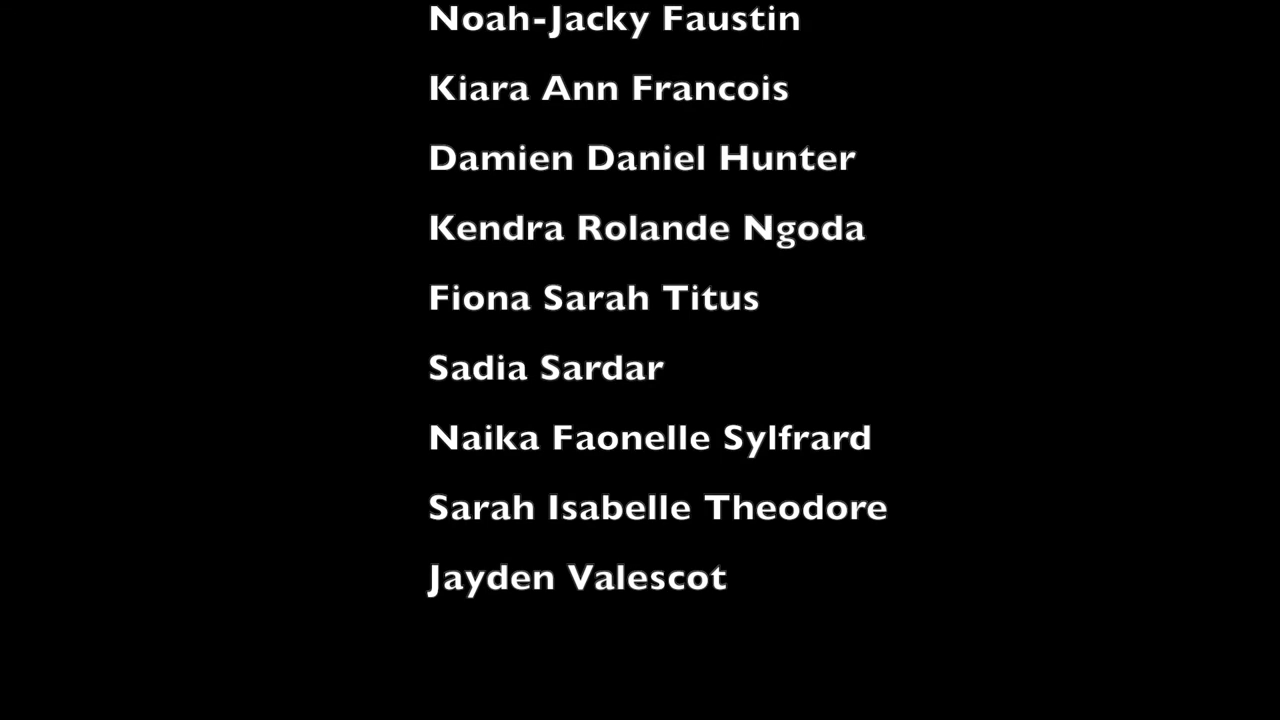 Noah-Jacky Faustin
Kiara Ann Francois
Damien Daniel Hunter
Kendra Rolande Ngoda
Fiona Sarah Titus
Sadia Sardar
Naika Faonelle Sylfrard
Sarah Isabelle Theodore
Jayden Valescot